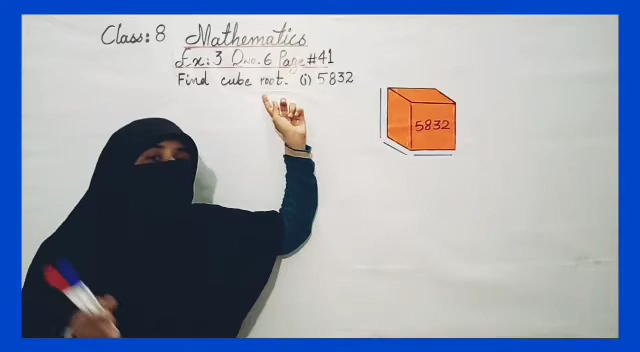 Class: 8 Mathematics
Ex: 3 Q no. 6 Page #41
Find cube root. (i) 5832
5832